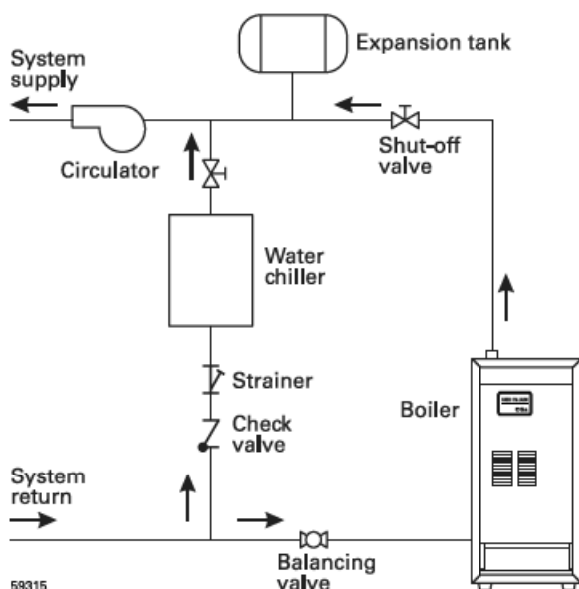 Expansion tank
System
supply
Circulator
Shut-off
valve
Water
chiller
Strainer
Boiler
Check
valve
System
return
Balancing
valve
59315